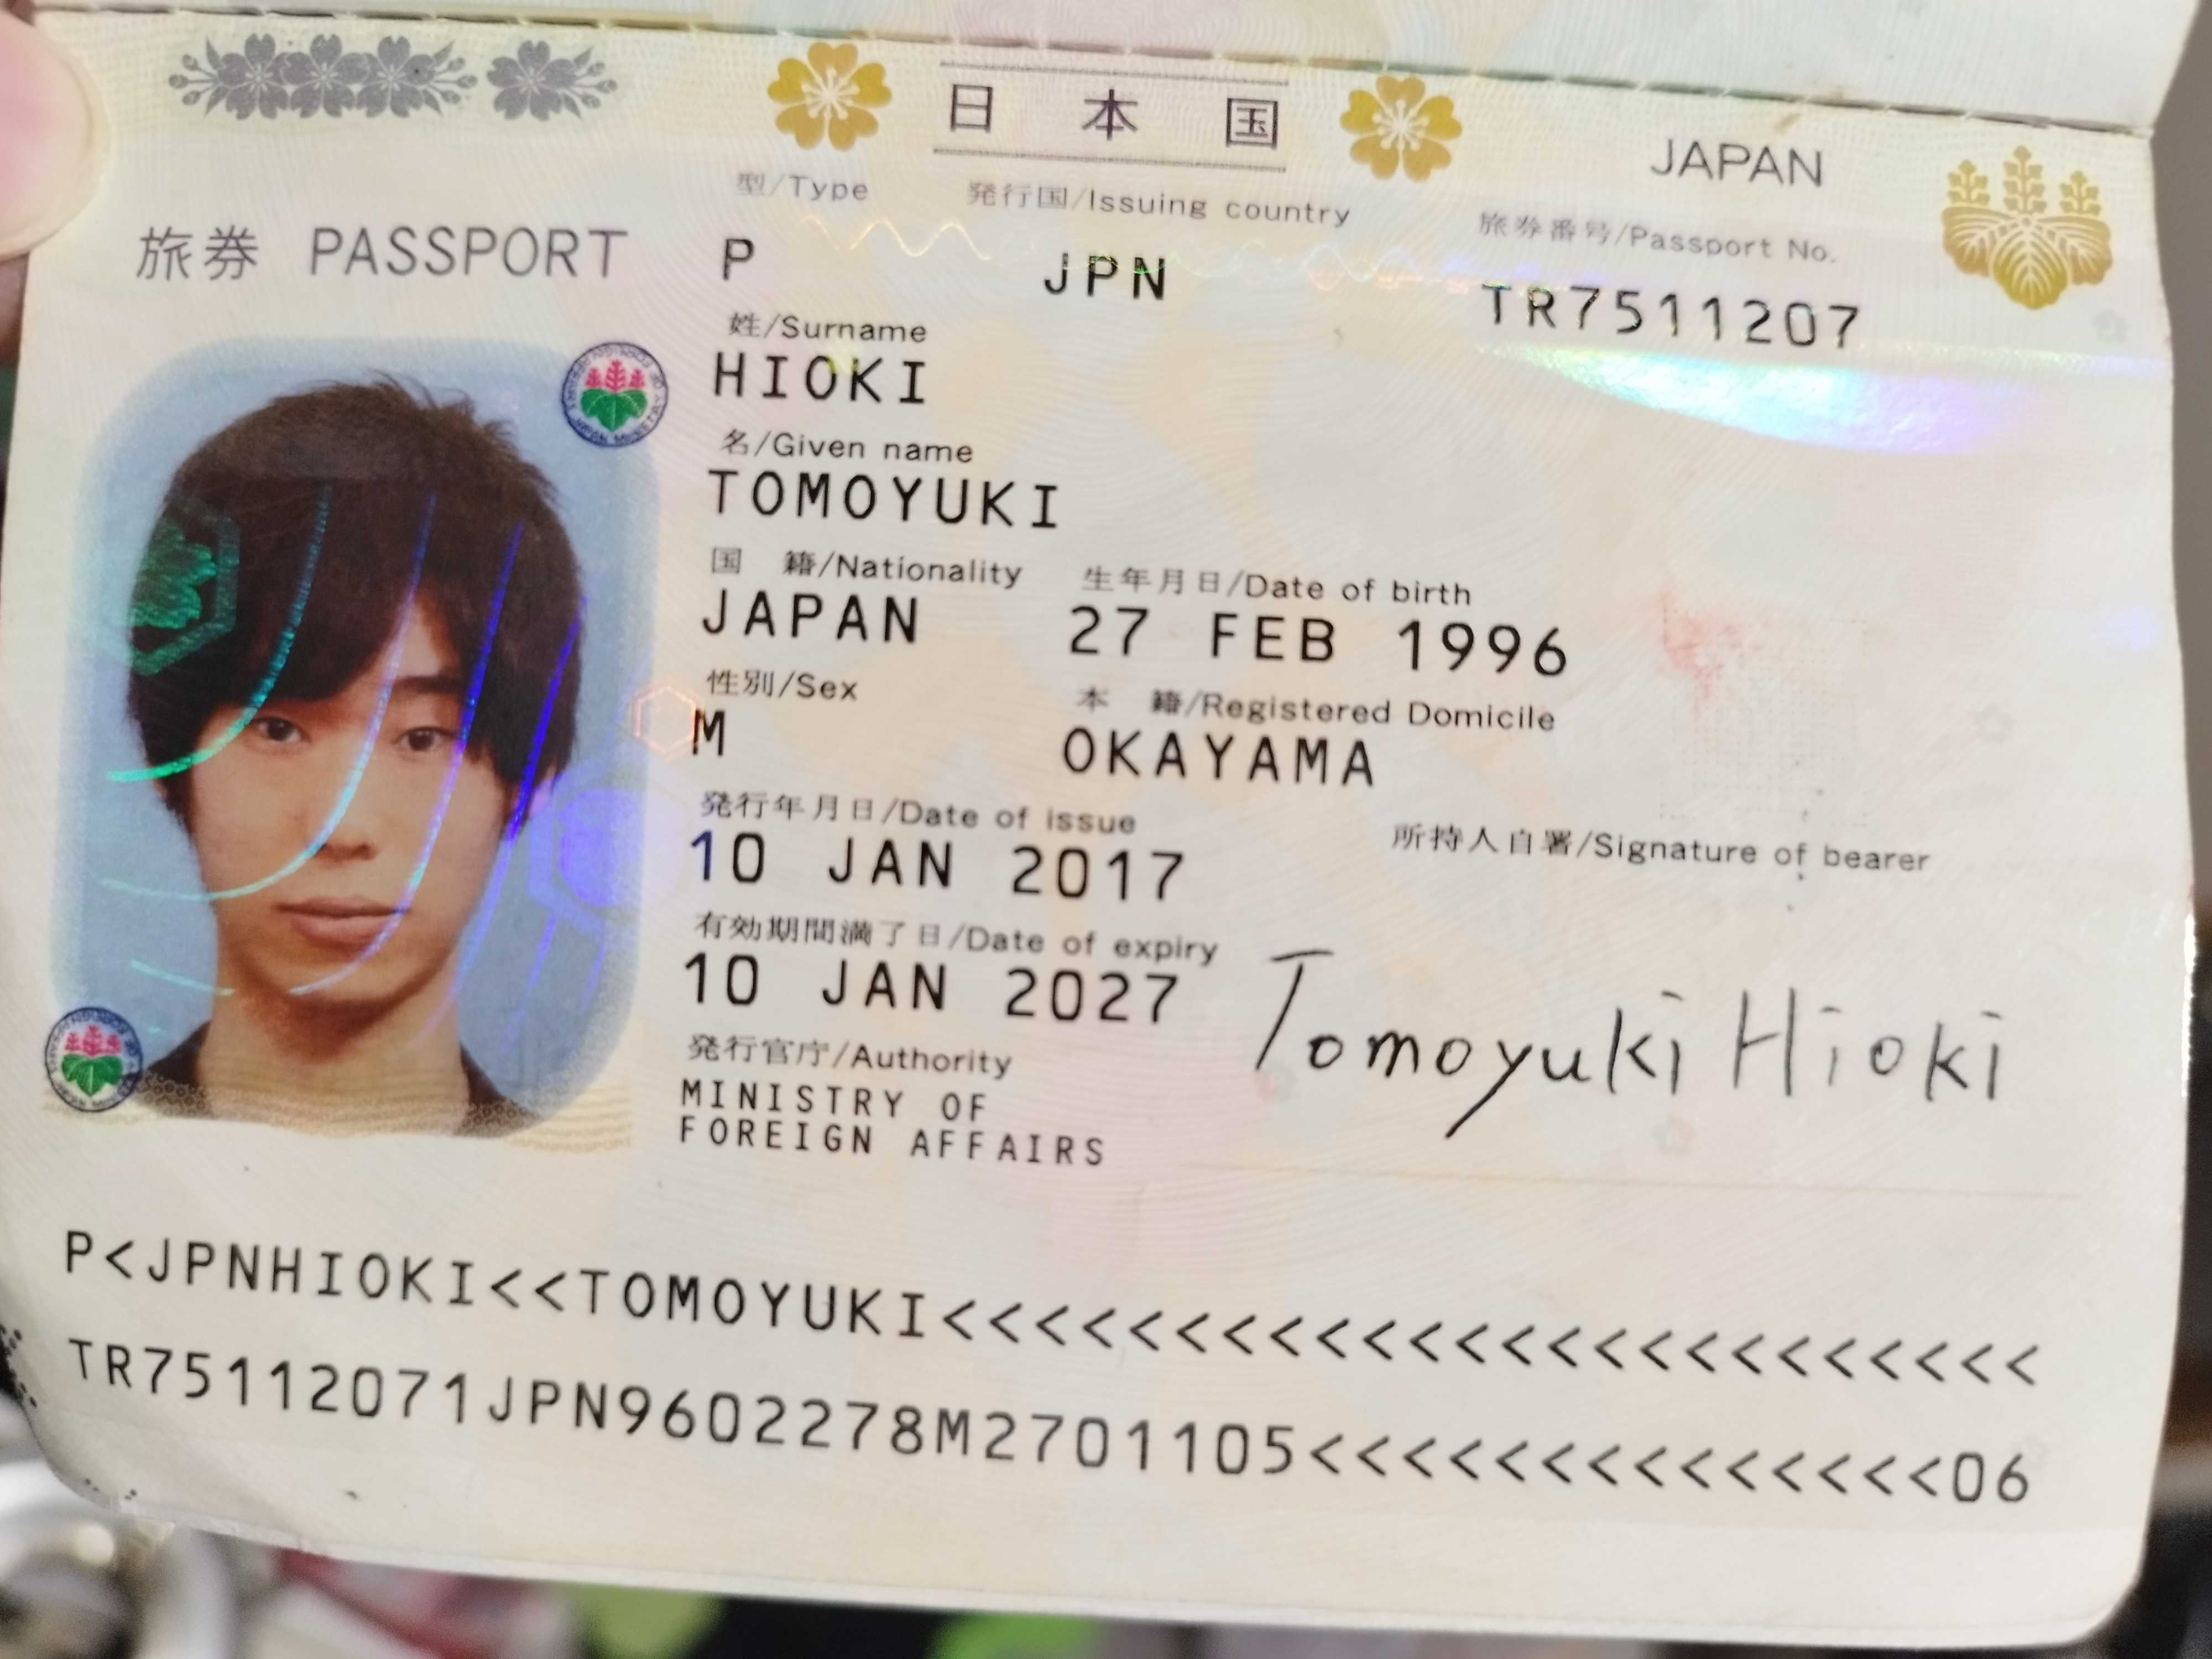 日本国
JAPAN
旅券 PASSPORT
型/Type
発行国/Issuing country
旅券番号/Passport No.
P
JPN
TR7511207
姓/Surname
HIOKI
名/Given name
TOMOYUKI
国 籍/Nationality
生年月日/Date of birth
JAPAN
27 FEB 1996
性別/Sex
本 籍/Registered Domicile
M
OKAYAMA
発行年月日/Date of issue
10 JAN 2017
所持人自署/Signature of bearer
有効期間満了日/Date of expiry
10 JAN 2027
Tomoyuki Hioki
発行官庁/Authority
MINISTRY OF
FOREIGN AFFAIRS
P<JPNHIOKI<<TOMOYUKI<<<<<<<<<<<<<<<<<<<<<<<<
TR75112071JPN9602278M2701105<<<<<<<<<<<<<<06